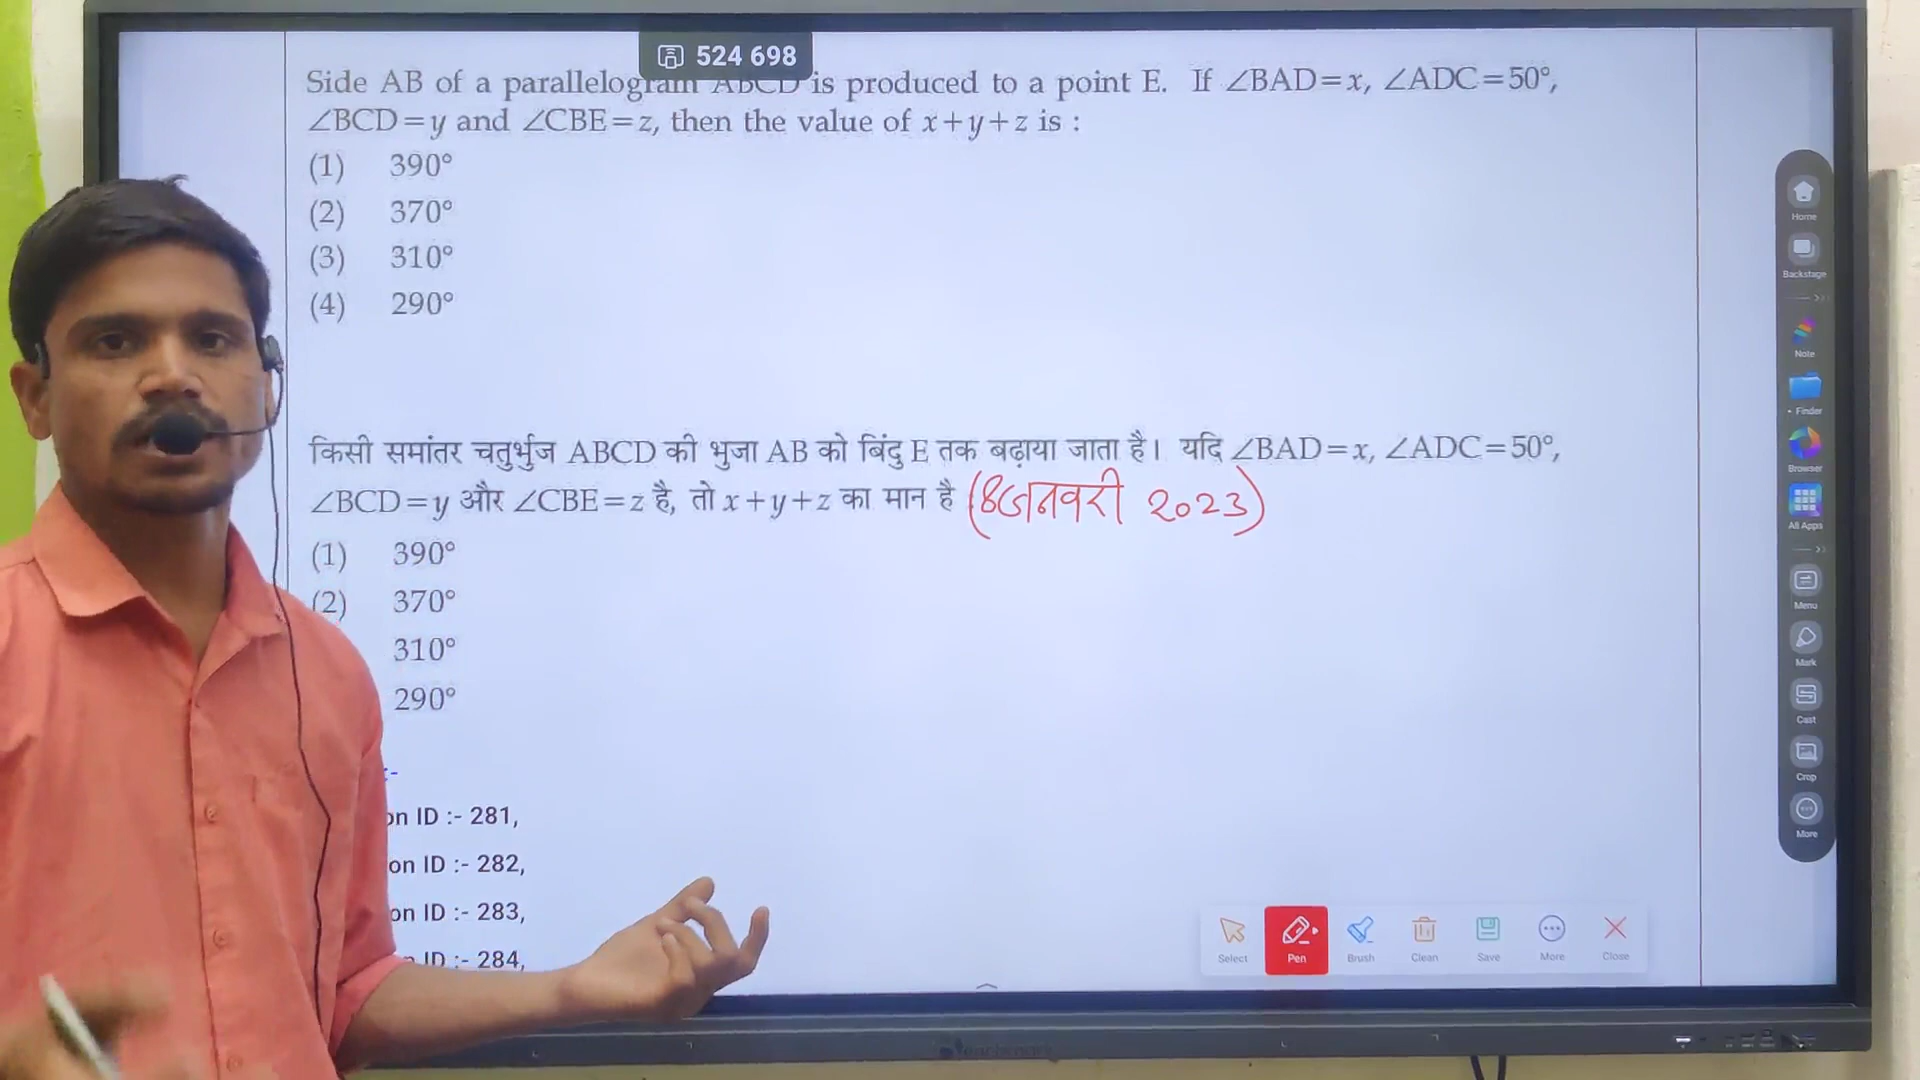 524 698
Side AB of a parallelogram ABCD is produced to a point E. If ∠BAD=x, ∠ADC=50°,
∠BCD=y and ∠CBE=z, then the value of x+y+z is :
(1) 390°
(2) 370°
(3) 310°
(4) 290°
किसी समांतर चतुर्भुज ABCD की भुजा AB को बिंदु E तक बढ़ाया जाता है। यदि ∠BAD=x, ∠ADC=50°,
∠BCD=y और ∠CBE=z है, तो x+y+z का मान है (8जनवरी 2023)
(1) 390°
(2) 370°
310°
290°
:-
on ID :- 281,
on ID :- 282,
on ID :- 283,
ID :- 284,
Home
Backstage
Note
Finder
Browser
All Apps
Menu
Mark
Cast
Crop
More
Select
Pen
Brush
Clean
Save
More
Close